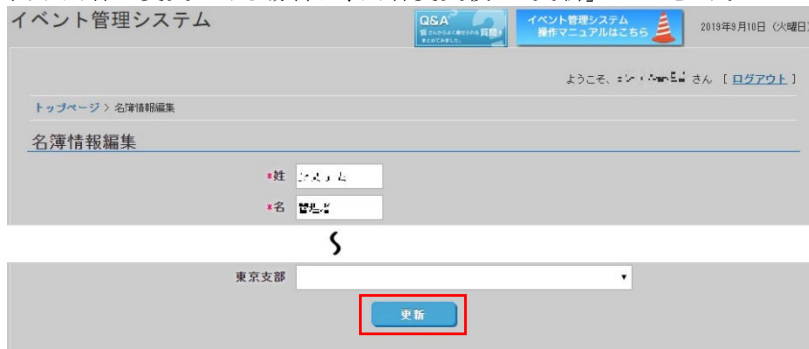 イベント管理システム
Q&A
イベント管理システム
操作マニュアルはこちら
2019年9月10日（火曜日
ようこそ、 さん [ ログアウト ]
トップページ > 名簿情報編集
名簿情報編集
*姓
*名 管理者
東京支部
更新